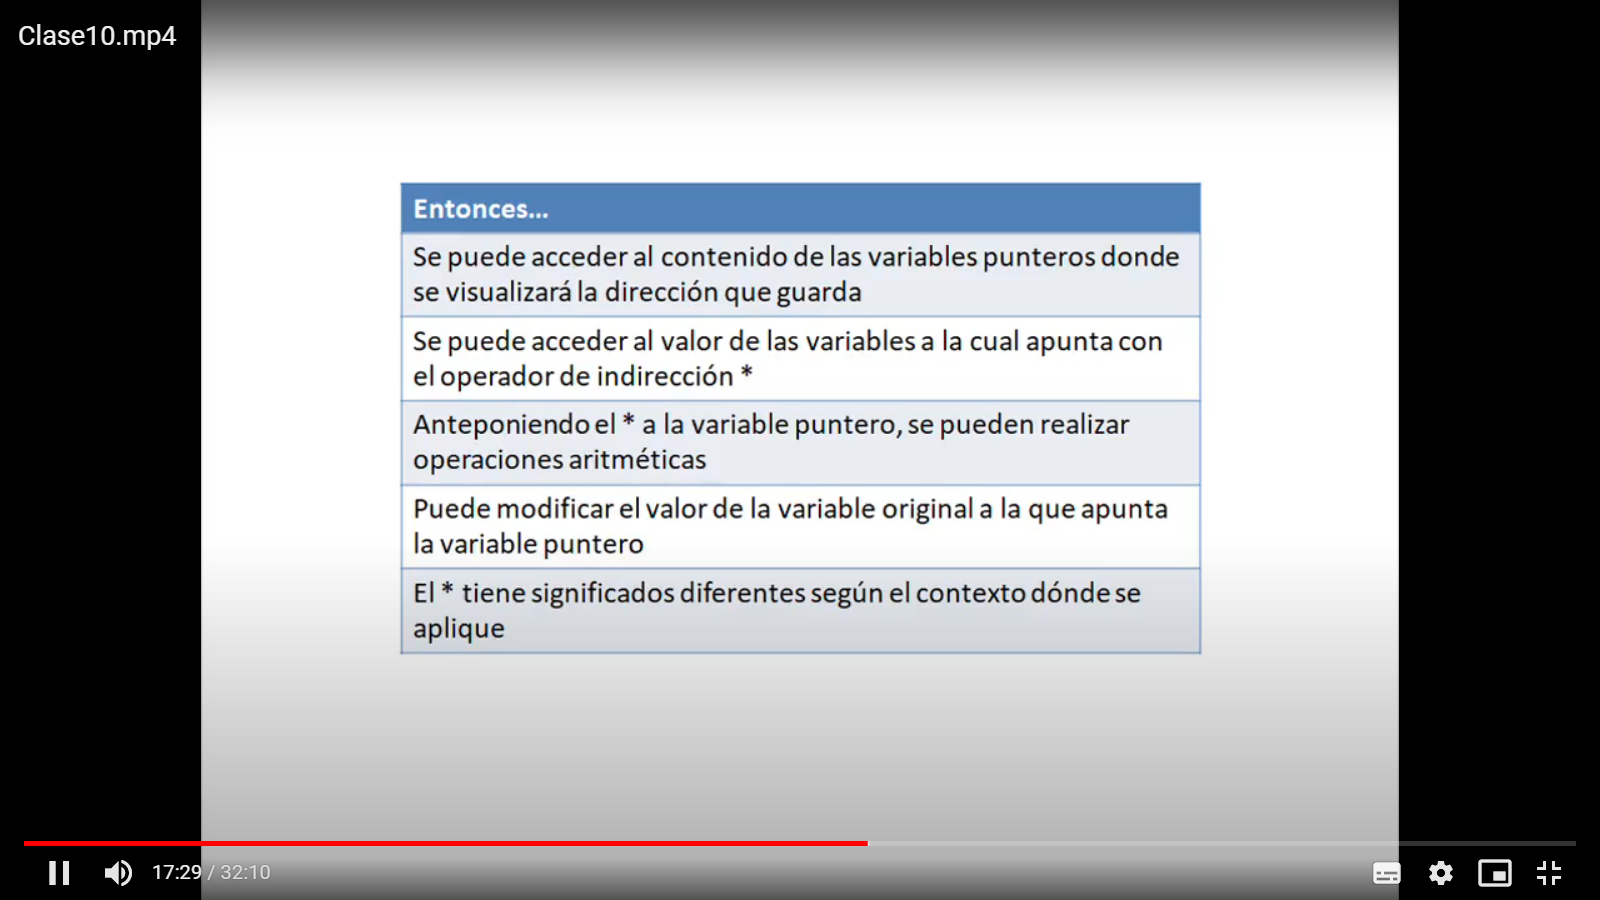 Clase10.mp4
Entonces...
Se puede acceder al contenido de las variables punteros donde
se visualizará la dirección que guarda
Se puede acceder al valor de las variables a la cual apunta con
el operador de indirección *
Anteponiendo el * a la variable puntero, se pueden realizar
operaciones aritméticas
Puede modificar el valor de la variable original a la que apunta
la variable puntero
El * tiene significados diferentes según el contexto dónde se
aplique
17:29 / 32:10